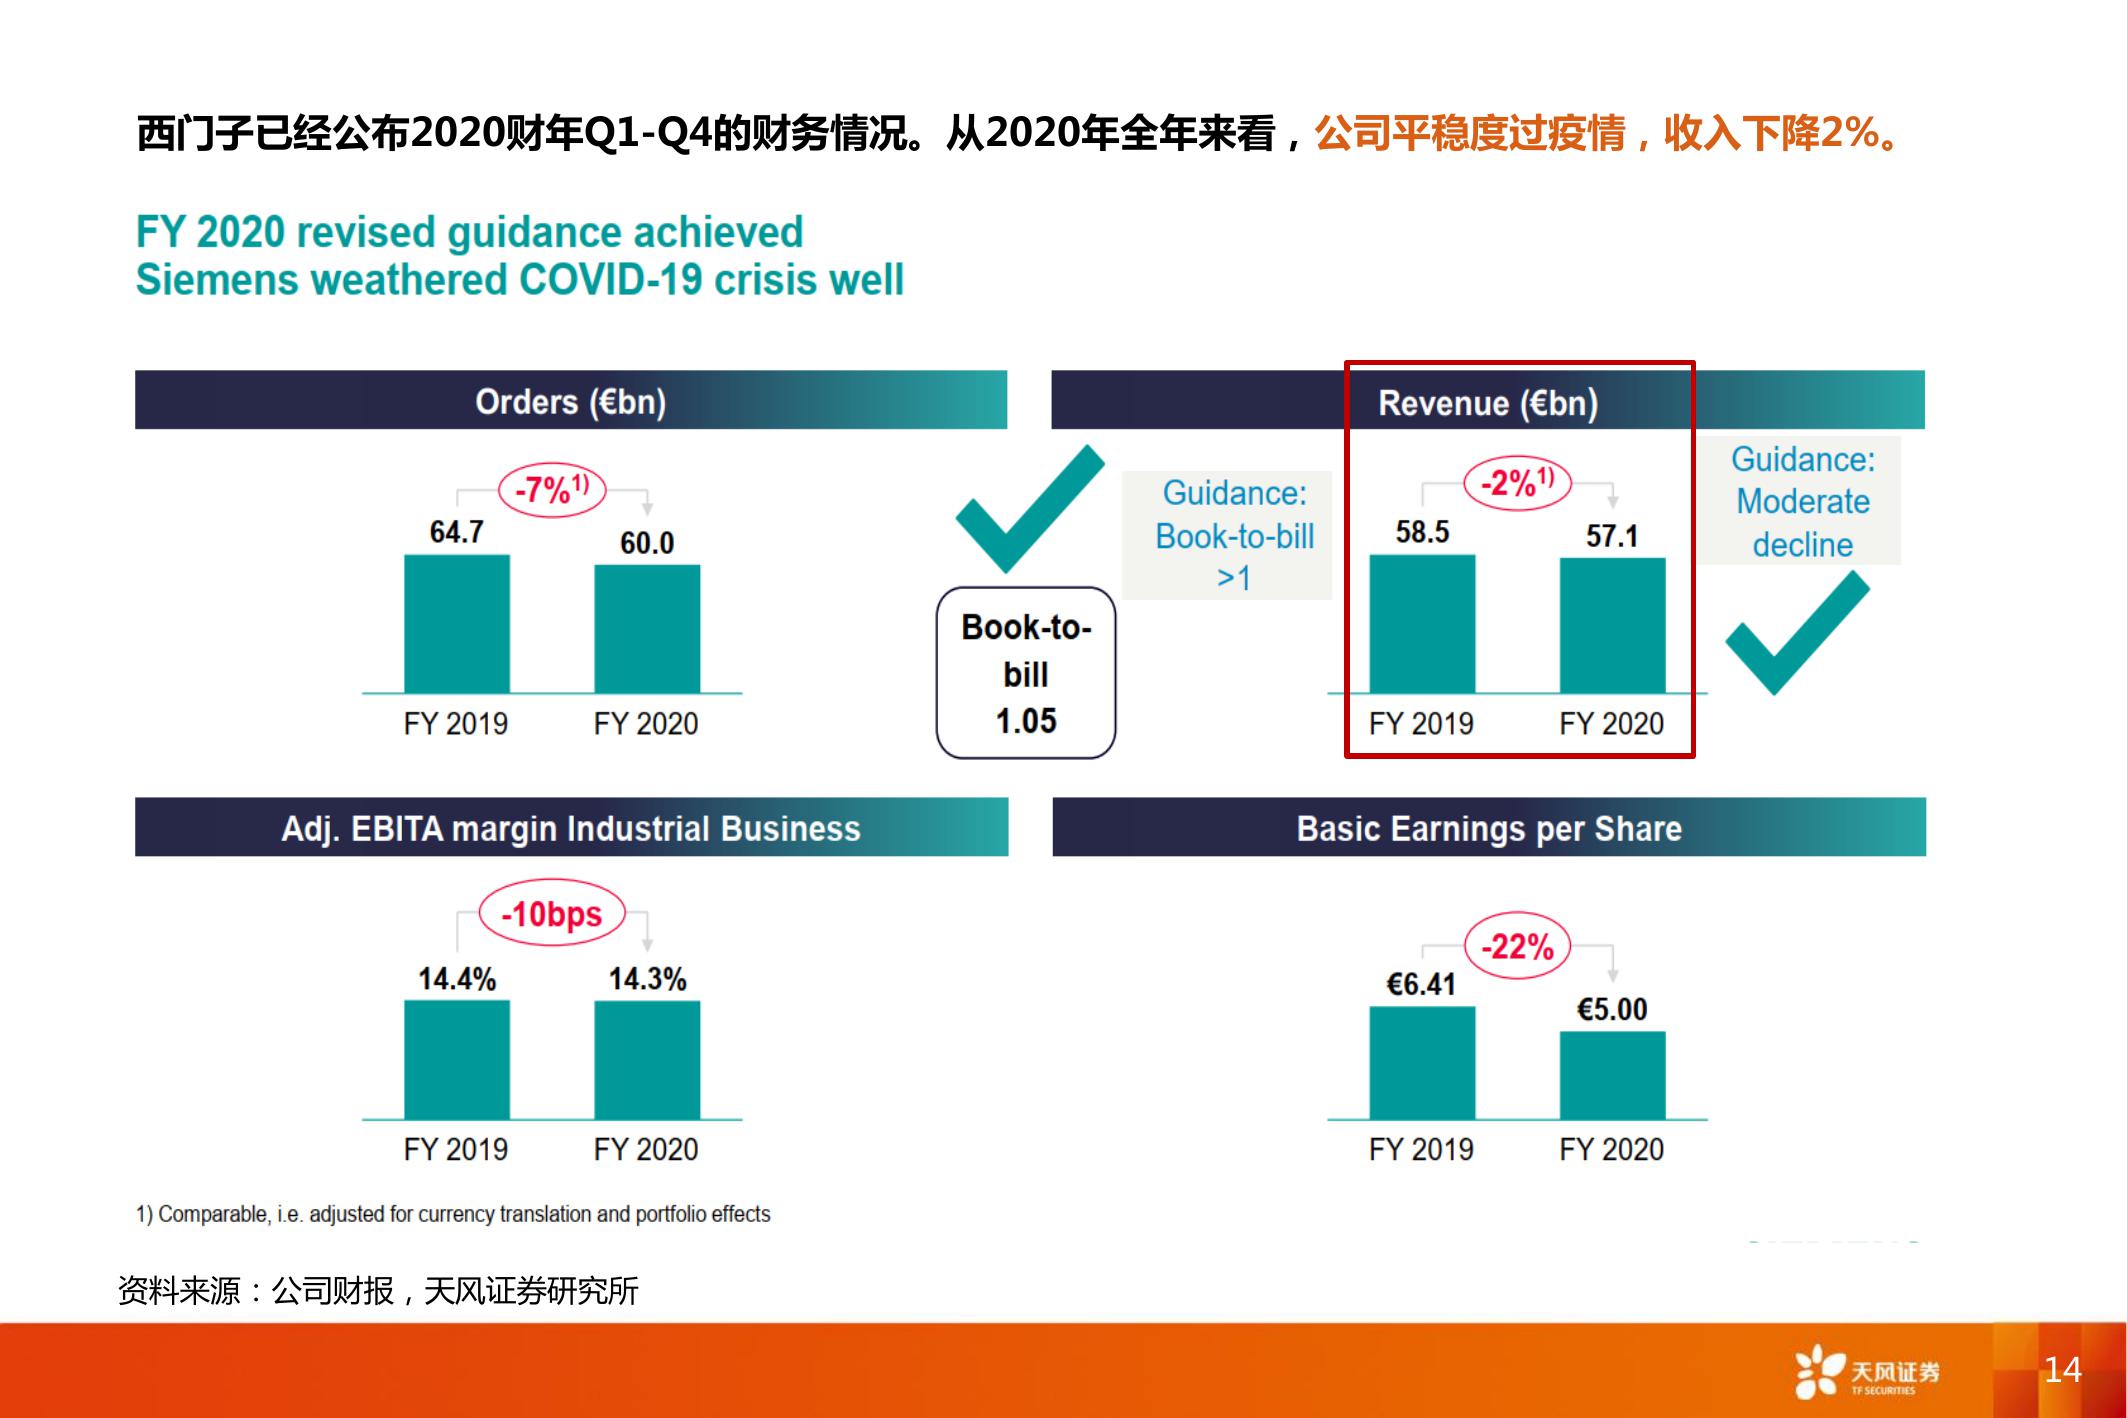 西门子已经公布2020财年Q1-Q4的财务情况。从2020年全年来看，公司平稳度过疫情，收入下降2%。
FY 2020 revised guidance achieved
Siemens weathered COVID-19 crisis well
Orders (€bn)
-7%1)
64.7
60.0
FY 2019
FY 2020
Book-to-
bill
1.05
Guidance:
Book-to-bill
>1
Revenue (€bn)
-2%1)
58.5
57.1
FY 2019
FY 2020
Guidance:
Moderate
decline
Adj. EBITA margin Industrial Business
-10bps
14.4%
14.3%
FY 2019
FY 2020
Basic Earnings per Share
-22%
€6.41
€5.00
FY 2019
FY 2020
1) Comparable, i.e. adjusted for currency translation and portfolio effects
资料来源：公司财报，天风证券研究所
天风证券
TF SECURITIES
14